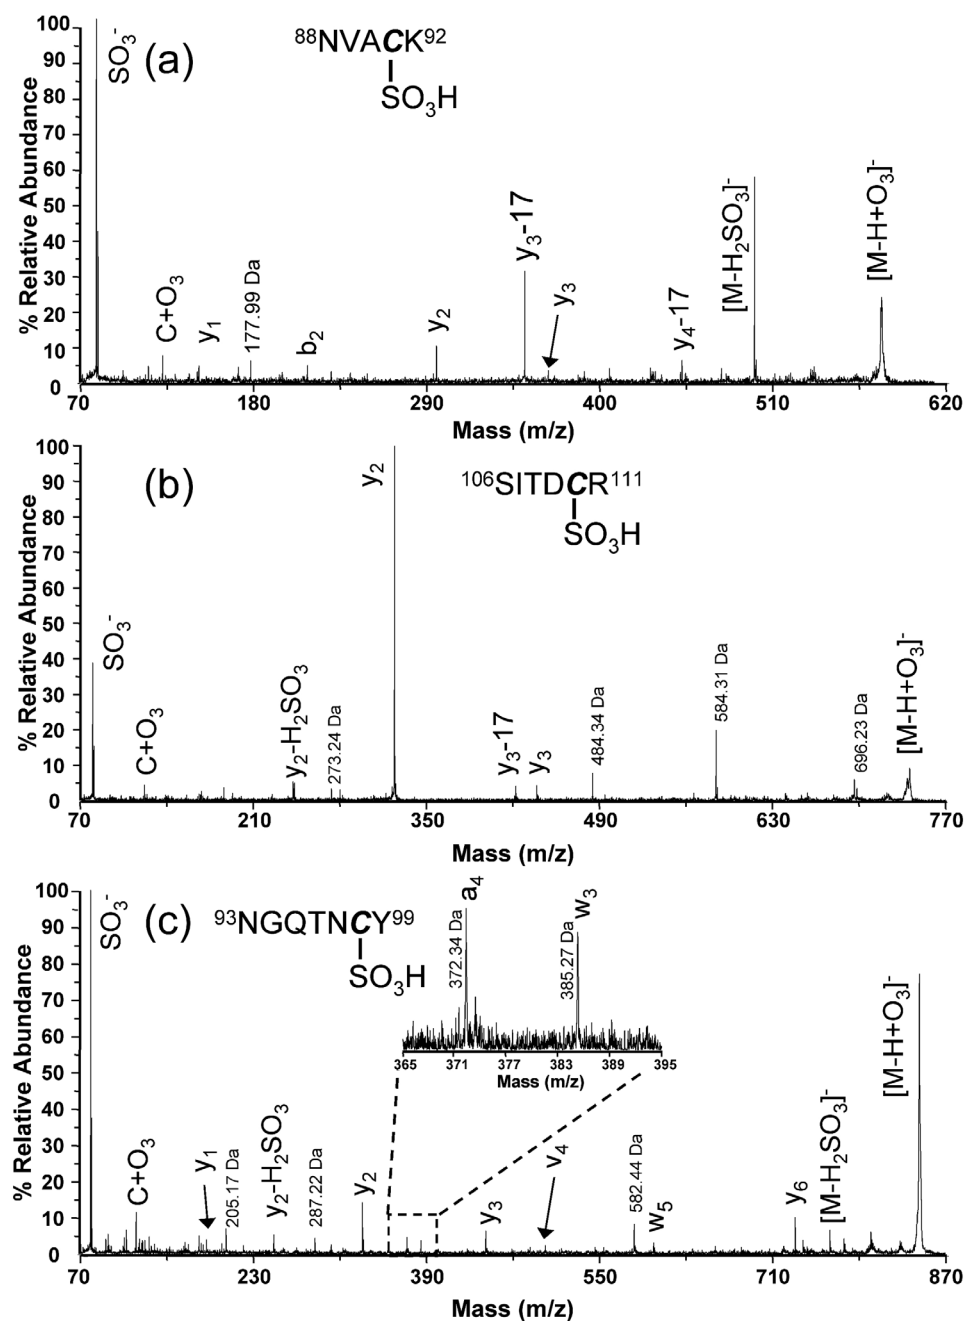 % Relative Abundance
100
90
80
70
60
50
40
30
20
10
0
SO₃⁻
(a)
⁸⁸NVACK⁹²
SO₃H
C+O₃
y₁
177.99 Da
b₂
y₂
y₃-17
y₃
y₄-17
[M-H₂SO₃]⁻
[M-H+O₃]⁻
70 180 290 400 510 620
Mass (m/z)
% Relative Abundance
100
90
80
70
60
50
40
30
20
10
0
(b)
SO₃⁻
y₂
¹⁰⁶SITDCR¹¹¹
SO₃H
C+O₃
y₂-H₂SO₃
273.24 Da
y₃-17
y₃
484.34 Da
584.31 Da
696.23 Da
[M-H+O₃]⁻
70 210 350 490 630 770
Mass (m/z)
% Relative Abundance
100
90
80
70
60
50
40
30
20
10
0
SO₃⁻
(c)
⁹³NGQTNCY⁹⁹
SO₃H
372.34 Da
a₄
385.27 Da
w₃
365 371 377 383 389 395
Mass (m/z)
C+O₃
y₁
205.17 Da
y₂-H₂SO₃
287.22 Da
y₂
y₃
v₄
582.44 Da
w₅
y₆
[M-H₂SO₃]⁻
[M-H+O₃]⁻
70 230 390 550 710 870
Mass (m/z)